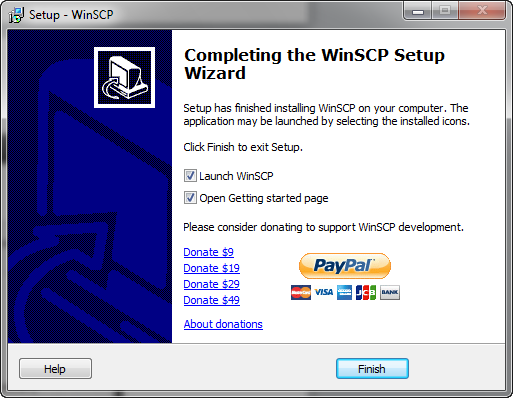 Setup - WinSCP
Completing the WinSCP Setup
Wizard
Setup has finished installing WinSCP on your computer. The
application may be launched by selecting the installed icons.
Click Finish to exit Setup.
Launch WinSCP
Open Getting started page
Please consider donating to support WinSCP development.
Donate $9
Donate $19
Donate $29
Donate $49
About donations
PayPal
MasterCard VISA AMEX JCB BANK
Help
Finish